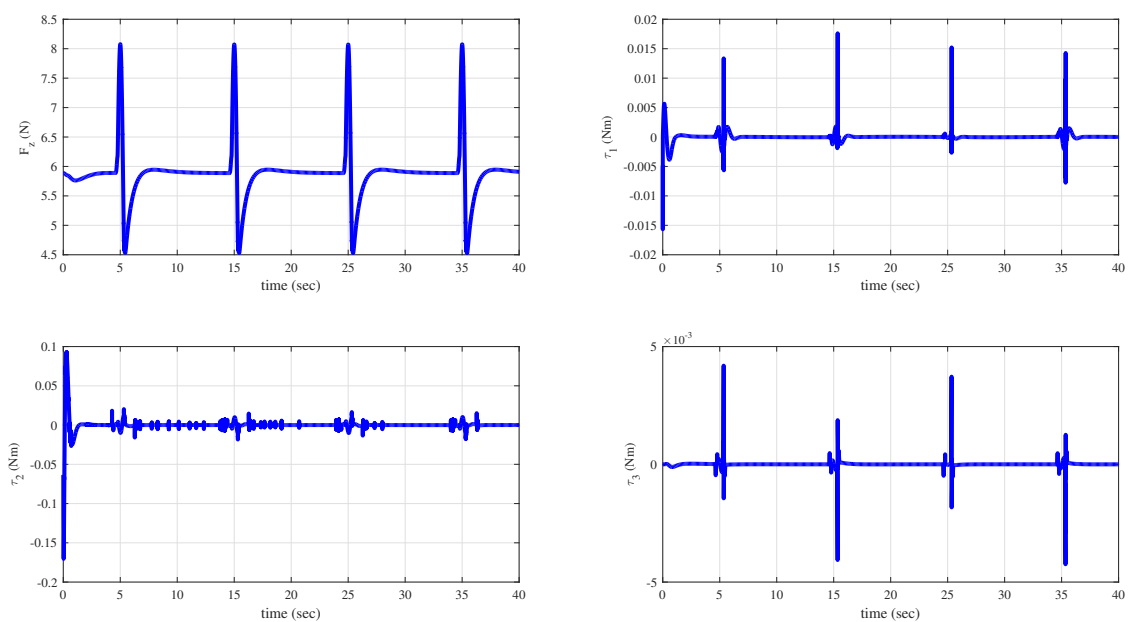 8.5
8
7.5
7
6.5
6
5.5
5
4.5
F_z (N)
0 5 10 15 20 25 30 35 40
time (sec)
0.02
0.015
0.01
0.005
0
-0.005
-0.01
-0.015
-0.02
τ_1 (Nm)
0 5 10 15 20 25 30 35 40
time (sec)
0.1
0.05
0
-0.05
-0.1
-0.15
-0.2
τ_2 (Nm)
0 5 10 15 20 25 30 35 40
time (sec)
×10^-3
5
0
-5
τ_3 (Nm)
0 5 10 15 20 25 30 35 40
time (sec)